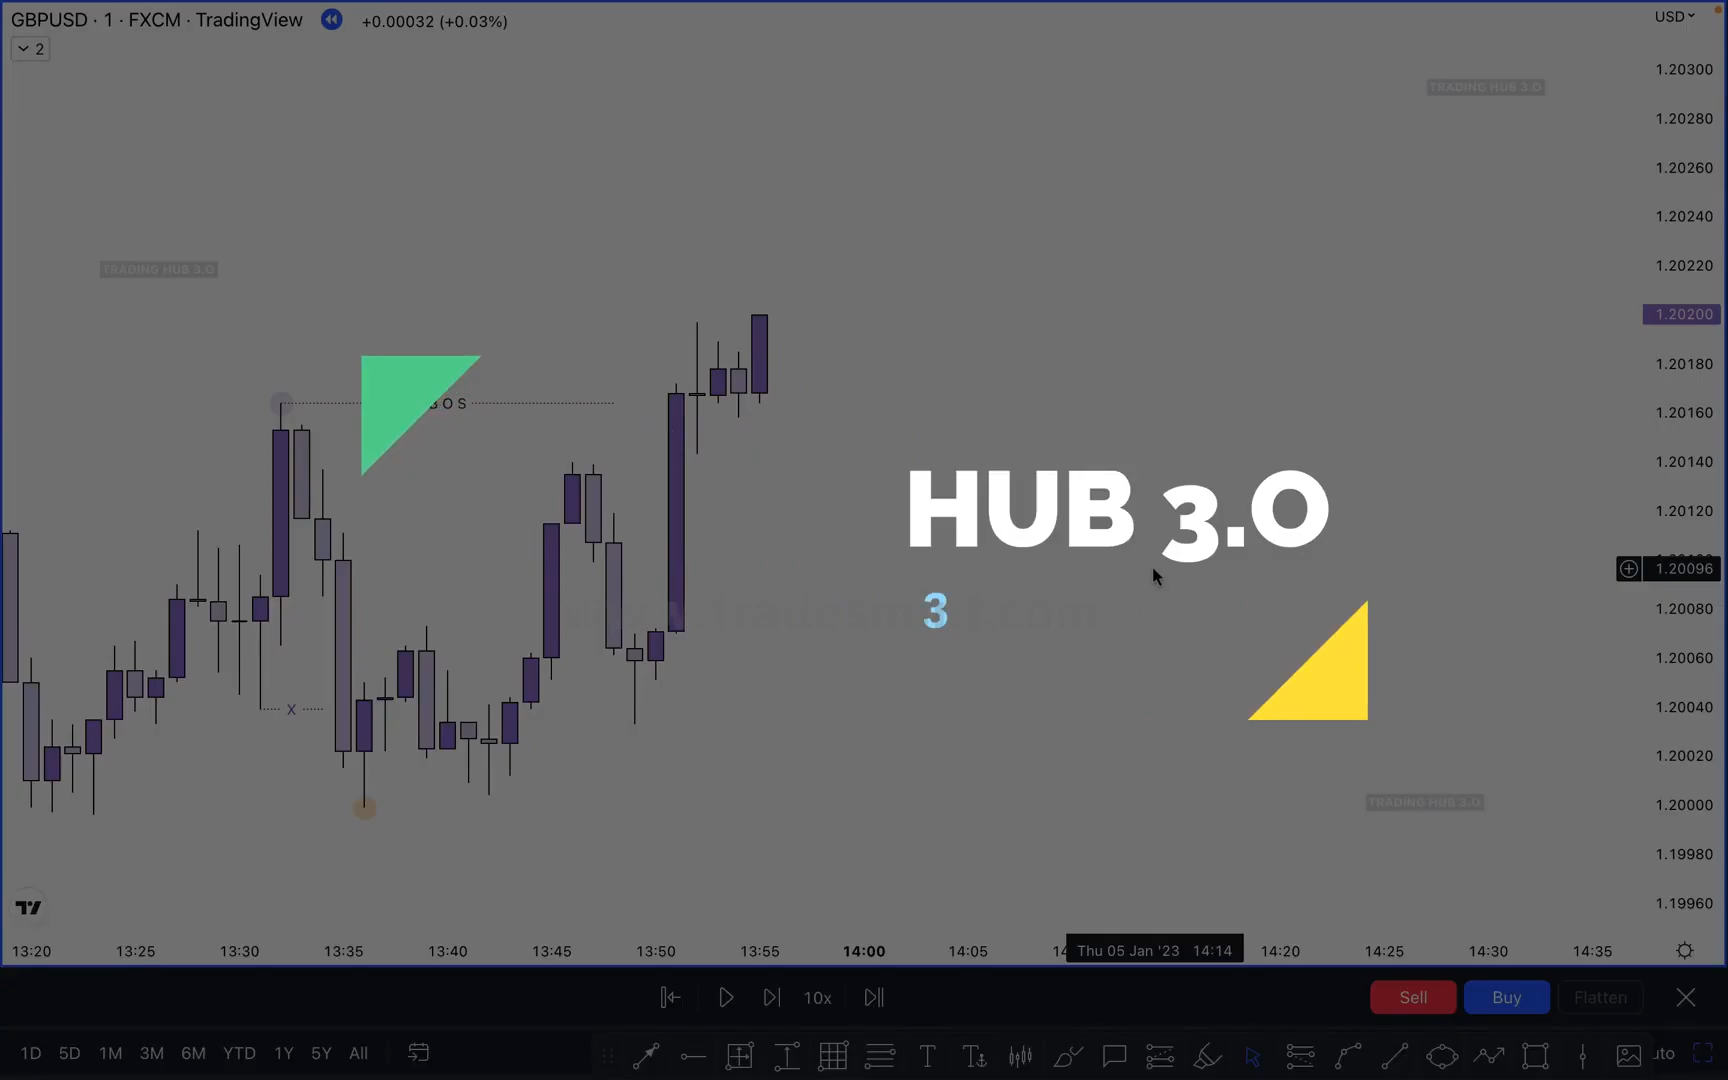 GBPUSD · 1 · FXCM · TradingView
+0.00032 (+0.03%)
USD
2
1.20300
TRADING HUB 3.O
1.20280
1.20260
1.20240
1.20220
TRADING HUB 3.O
1.20200
1.20180
1.20160
BOS
1.20140
HUB 3.O
1.20120
1.20096
1.20080
3
1.20060
1.20040
X
1.20020
1.20000
TRADING HUB 3.O
1.19980
1.19960
13:20 13:25 13:30 13:35 13:40 13:45 13:50 13:55 14:00 14:05 Thu 05 Jan '23 14:14 14:20 14:25 14:30 14:35
10x
Sell Buy Flatten
1D 5D 1M 3M 6M YTD 1Y 5Y All